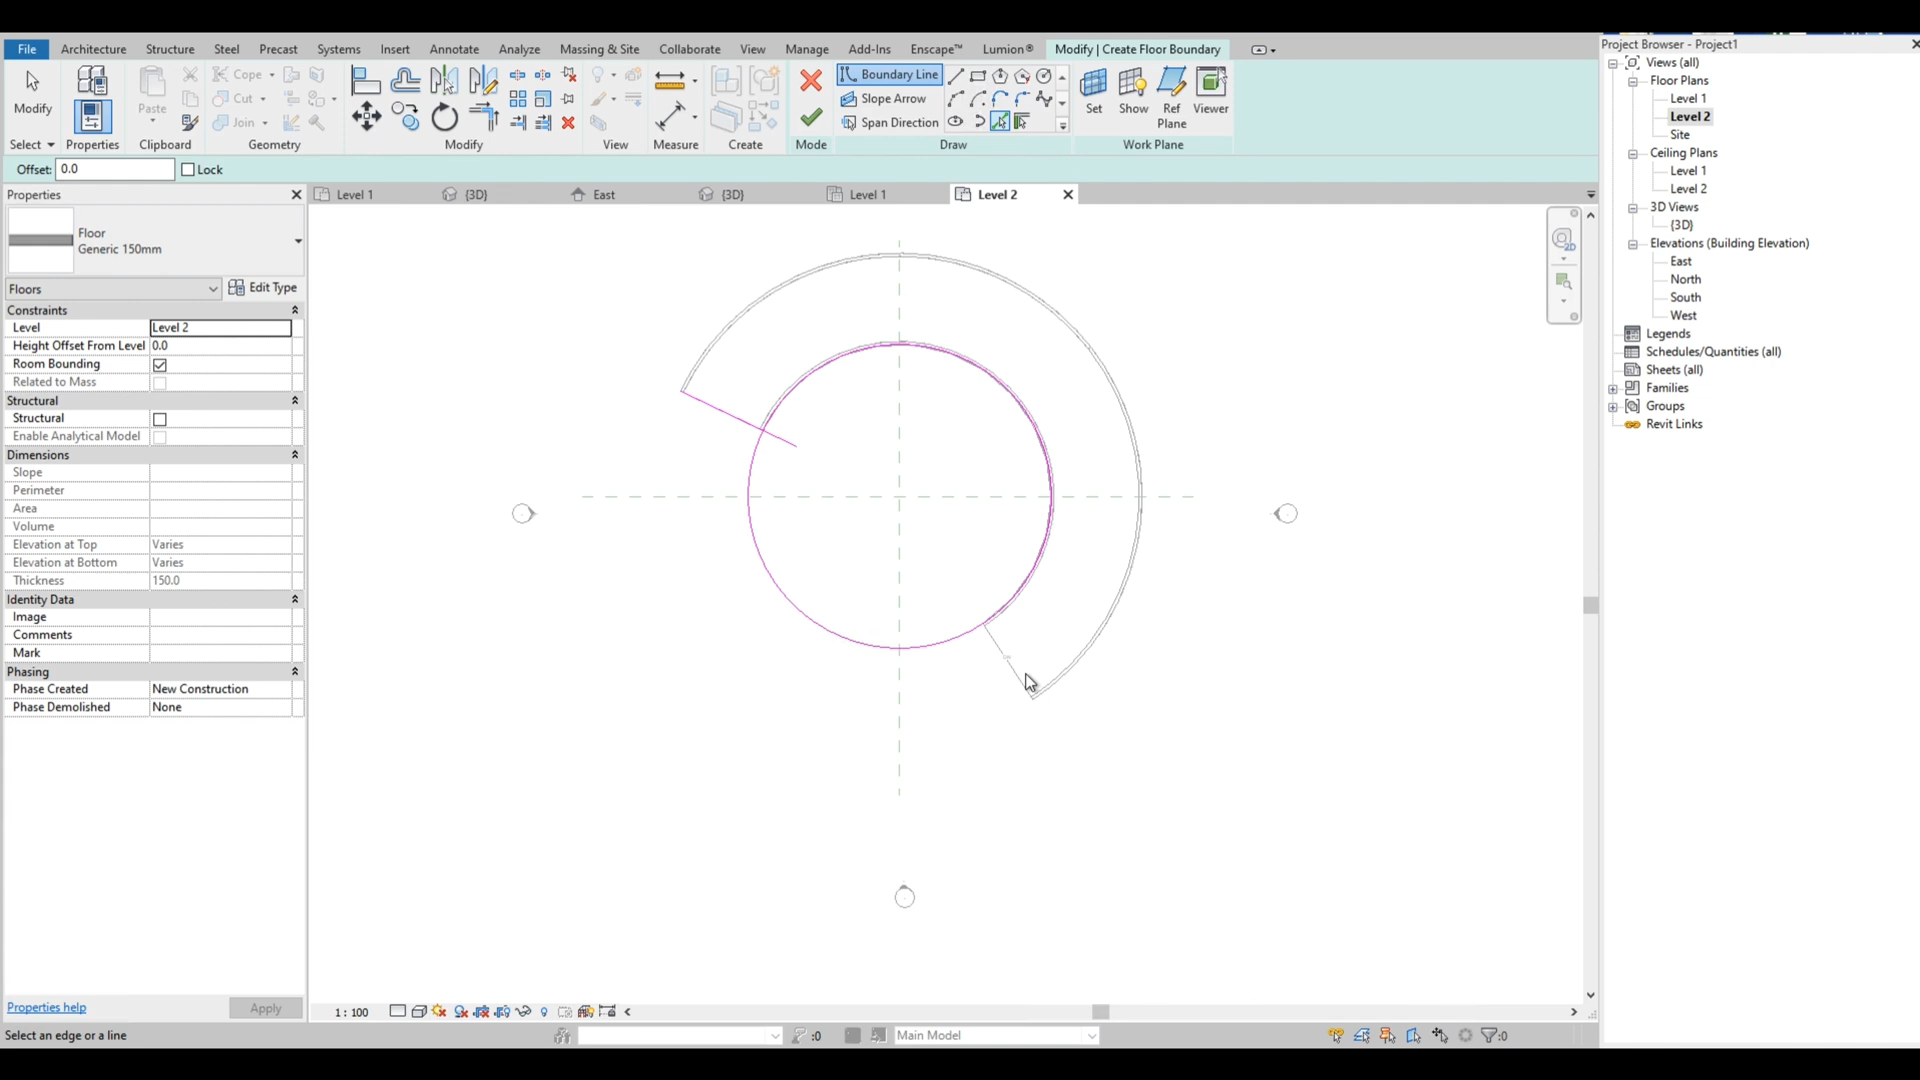 File Architecture Structure Steel Precast Systems Insert Annotate Analyze Massing & Site Collaborate View Manage Add-Ins Enscape™ Lumion® Modify | Create Floor Boundary
Modify
Paste
Cope
Cut
Join
Boundary Line
Slope Arrow
Span Direction
Set Show Ref Plane Viewer
Select Properties Clipboard Geometry Modify View Measure Create Mode Draw Work Plane
Offset: 0.0 Lock
Properties
Level 1 {3D} East {3D} Level 1 Level 2
Floor
Generic 150mm
Floors Edit Type
Constraints
Level Level 2
Height Offset From Level 0.0
Room Bounding
Related to Mass
Structural
Structural
Enable Analytical Model
Dimensions
Slope
Perimeter
Area
Volume
Elevation at Top Varies
Elevation at Bottom Varies
Thickness 150.0
Identity Data
Image
Comments
Mark
Phasing
Phase Created New Construction
Phase Demolished None
Properties help Apply
1 : 100
Select an edge or a line
:0
Main Model
:0
Project Browser - Project1
Views (all)
Floor Plans
Level 1
Level 2
Site
Ceiling Plans
Level 1
Level 2
3D Views
{3D}
Elevations (Building Elevation)
East
North
South
West
Legends
Schedules/Quantities (all)
Sheets (all)
Families
Groups
Revit Links
2D